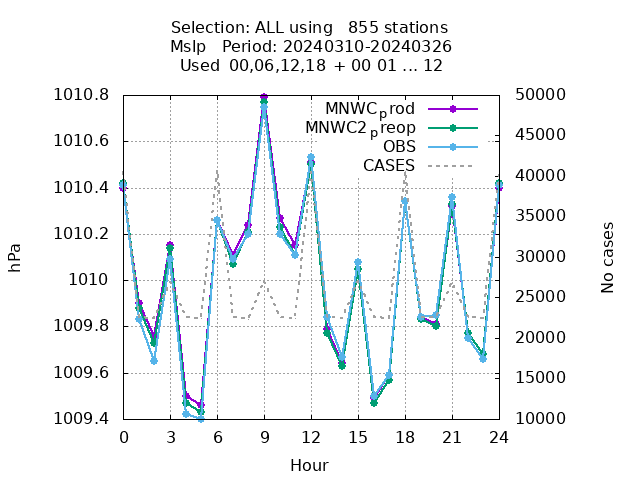 Selection: ALL using   855 stations
Mslp   Period: 20240310-20240326
Used  00,06,12,18 + 00 01 ... 12
1010.8
1010.6
1010.4
1010.2
1010
1009.8
1009.6
1009.4
hPa
MNWCprod
MNWC2preop
OBS
CASES
50000
45000
40000
35000
30000
25000
20000
15000
10000
No cases
0 3 6 9 12 15 18 21 24
Hour